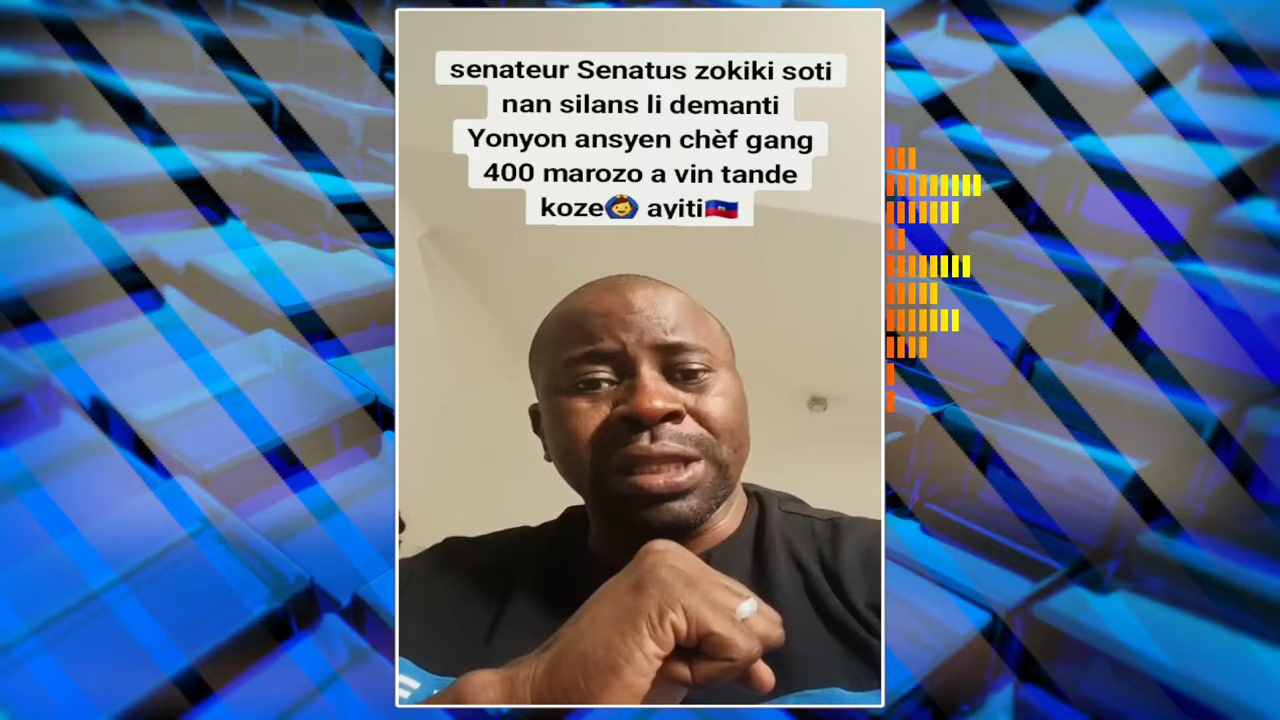 senateur Senatus zokiki soti
nan silans li demanti
Yonyon ansyen chèf gang
400 marozo a vin tande
koze🙆 ayiti🇭🇹